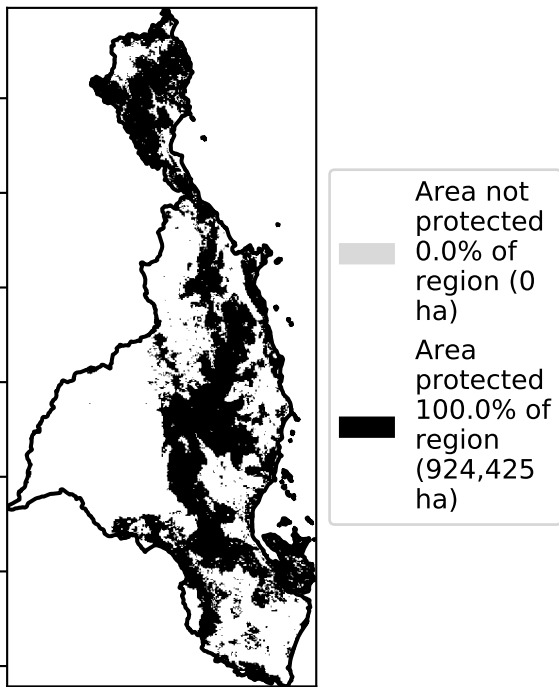 Area not
protected
0.0% of
region (0
ha)
Area
protected
100.0% of
region
(924,425
ha)